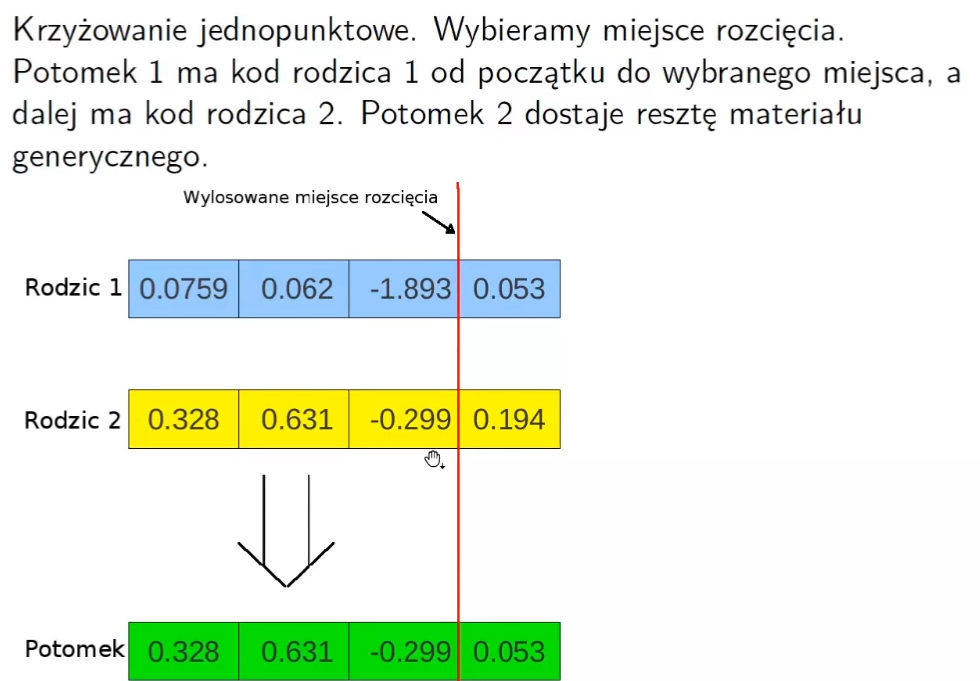 Krzyżowanie jednopunktowe. Wybieramy miejsce rozcięcia.
Potomek 1 ma kod rodzica 1 od początku do wybranego miejsca, a
dalej ma kod rodzica 2. Potomek 2 dostaje resztę materiału
generycznego.
Wylosowane miejsce rozcięcia
Rodzic 1 0.0759 0.062 -1.893 0.053
Rodzic 2 0.328 0.631 -0.299 0.194
Potomek 0.328 0.631 -0.299 0.053